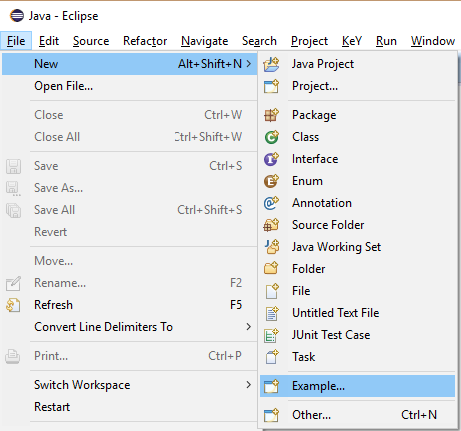 Java - Eclipse
File Edit Source Refactor Navigate Search Project KeY Run Window
New Alt+Shift+N >
Open File...
Close Ctrl+W
Close All Ctrl+Shift+W
Save Ctrl+S
Save As...
Save All Ctrl+Shift+S
Revert
Move...
Rename... F2
Refresh F5
Convert Line Delimiters To >
Print... Ctrl+P
Switch Workspace >
Restart
Java Project
Project...
Package
Class
Interface
Enum
Annotation
Source Folder
Java Working Set
Folder
File
Untitled Text File
JUnit Test Case
Task
Example...
Other... Ctrl+N